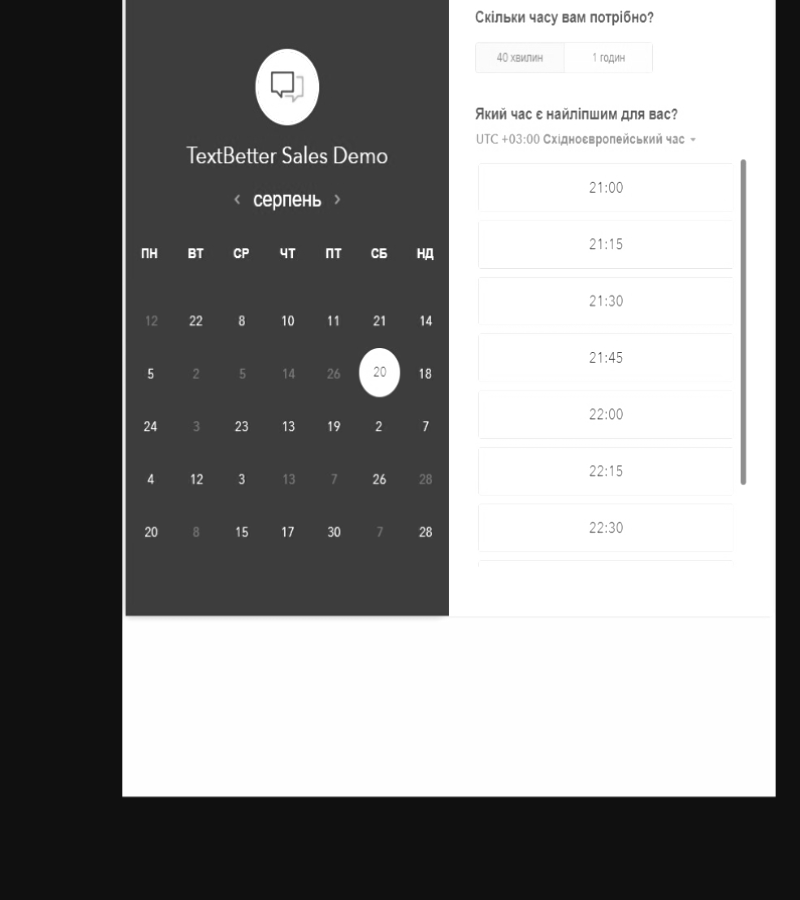 TextBetter Sales Demo
серпень
ПН ВТ СР ЧТ ПТ СБ НД
12 22 8 10 11 21 14
5 2 5 14 26 20 18
24 3 23 13 19 2 7
4 12 3 13 7 26 28
20 8 15 17 30 7 28
Скільки часу вам потрібно?
40 хвилин 1 годин
Який час є найліпшим для вас?
UTC +03:00 Східноєвропейський час
21:00
21:15
21:30
21:45
22:00
22:15
22:30